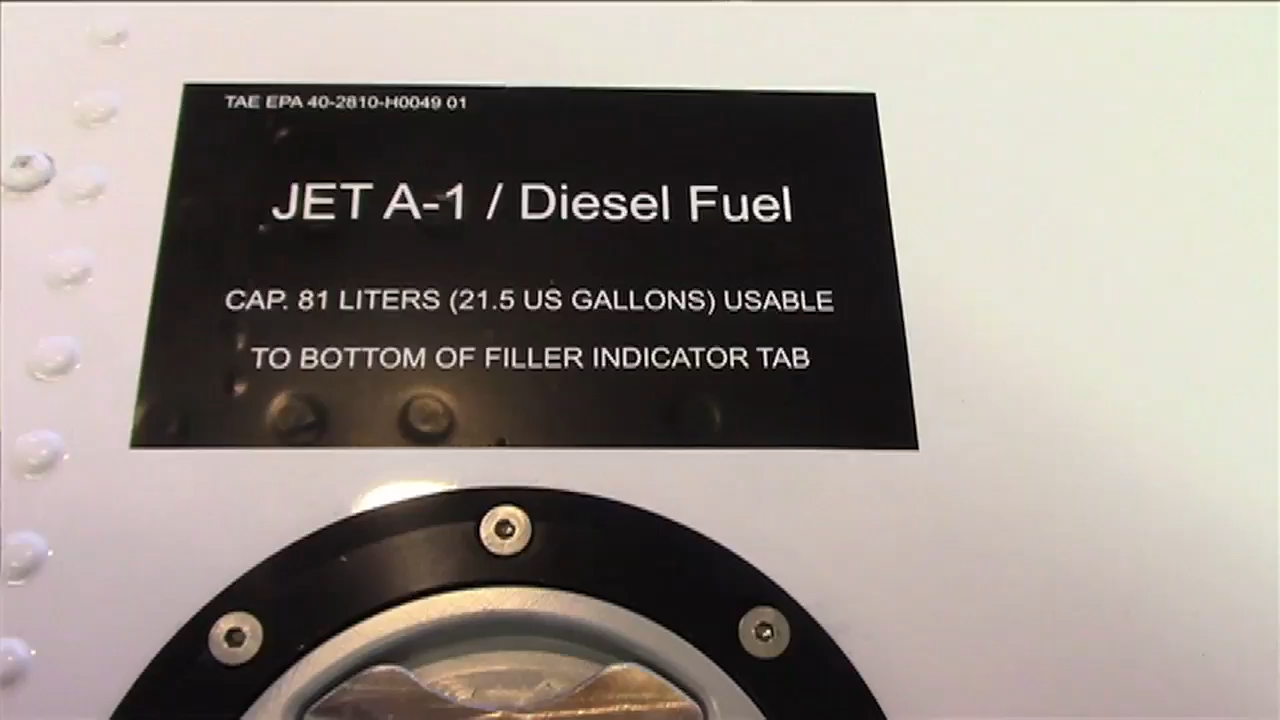 TAE EPA 40-2810-H0049 01
JET A-1 / Diesel Fuel
CAP. 81 LITERS (21.5 US GALLONS) USABLE
TO BOTTOM OF FILLER INDICATOR TAB